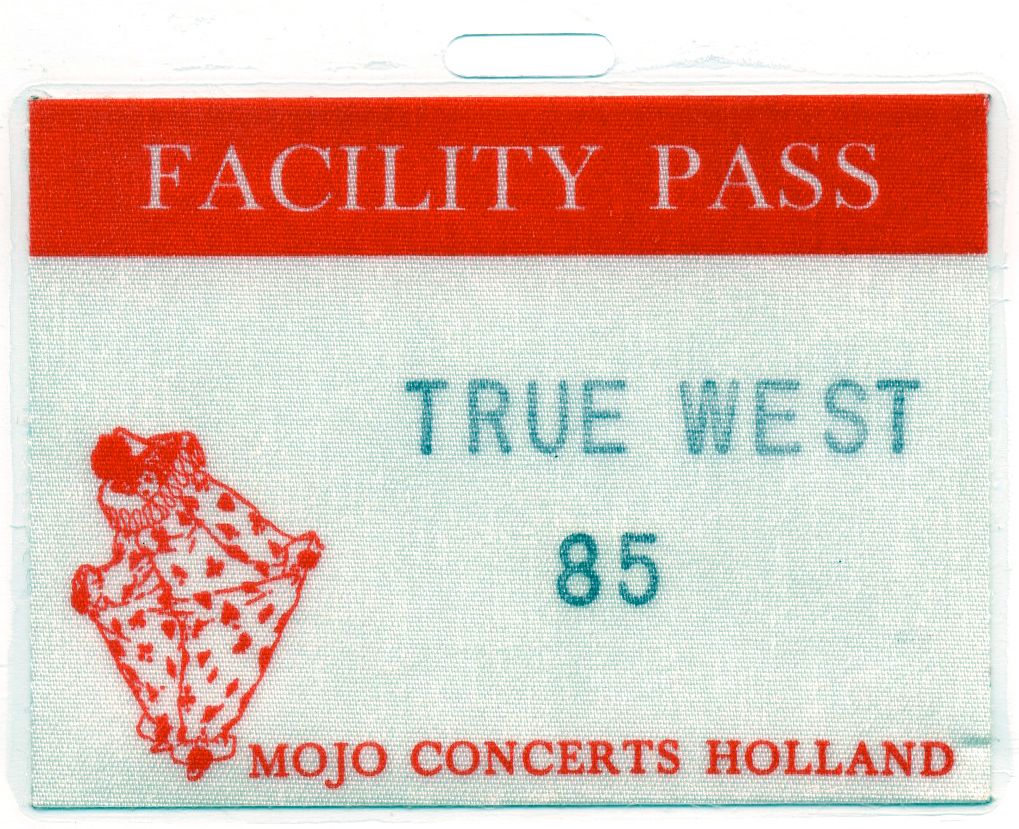 FACILITY PASS
TRUE WEST
85
MOJO CONCERTS HOLLAND